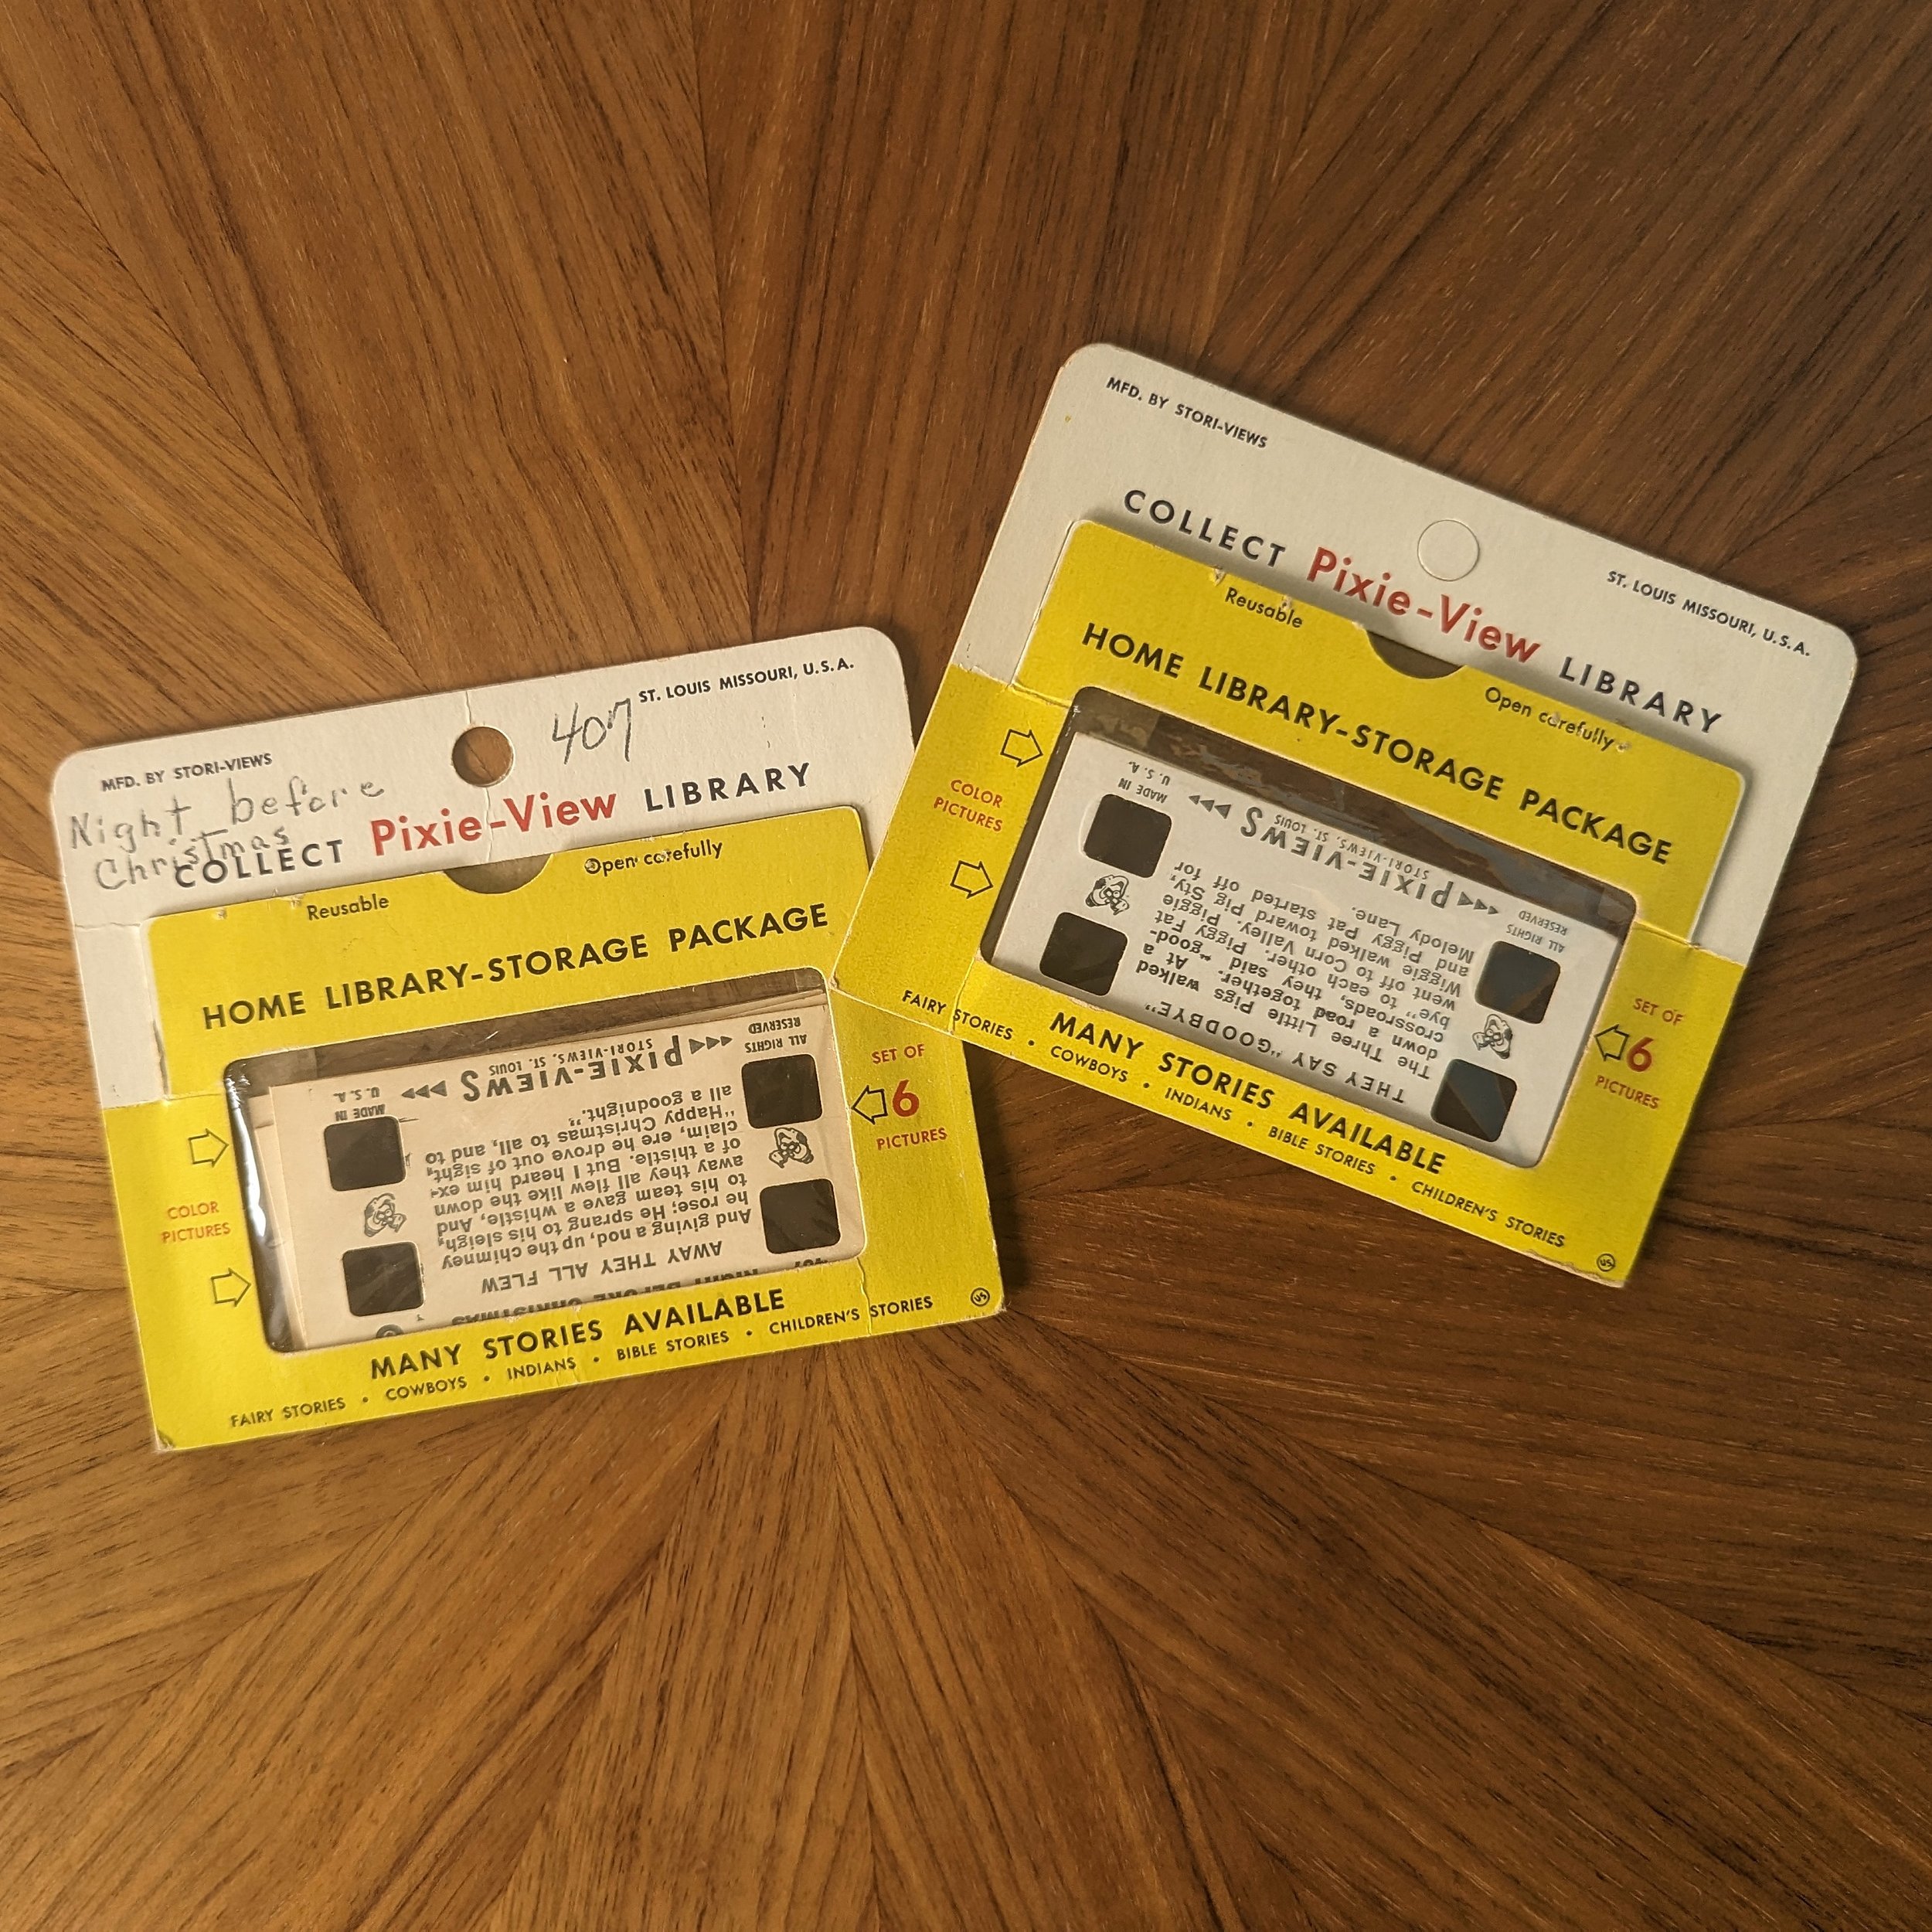 MFD. BY STORI-VIEWS
ST. LOUIS MISSOURI, U.S.A.
407
Night before
Christmas
COLLECT Pixie-View LIBRARY
Reusable
Open carefully
HOME LIBRARY-STORAGE PACKAGE
COLOR
PICTURES
SET OF
6
PICTURES
407 NIGHT BEFORE CHRISTMAS
AWAY THEY ALL FLEW
And giving a nod, up the chimney
he rose; He sprang to his sleigh,
to his team gave a whistle, And
away they all flew like the down
of a thistle. But I heard him ex-
claim, ere he drove out of sight,
"Happy Christmas to all, and to
all a goodnight."
ALL RIGHTS
RESERVED
PIXIE-VIEWS
STORI-VIEWS, ST. LOUIS
MADE IN
U. S. A.
MANY STORIES AVAILABLE
FAIRY STORIES • COWBOYS • INDIANS • BIBLE STORIES • CHILDREN'S STORIES
US
MFD. BY STORI-VIEWS
ST. LOUIS MISSOURI, U.S.A.
COLLECT Pixie-View LIBRARY
Reusable
Open carefully
HOME LIBRARY-STORAGE PACKAGE
COLOR
PICTURES
SET OF
6
PICTURES
THEY SAY "GOODBYE"
The Three Little Pigs walked
down a road together. At a
crossroads, they said "good-
bye" to each other. Piggy Fat
went off to Corn Valley. Piggie
Wiggie walked toward Pig Sty,
and Piggy Pat started off for
Melody Lane.
ALL RIGHTS
RESERVED
PIXIE-VIEWS
STORI-VIEWS, ST. LOUIS
MADE IN
U. S. A.
MANY STORIES AVAILABLE
FAIRY STORIES • COWBOYS • INDIANS • BIBLE STORIES • CHILDREN'S STORIES
US